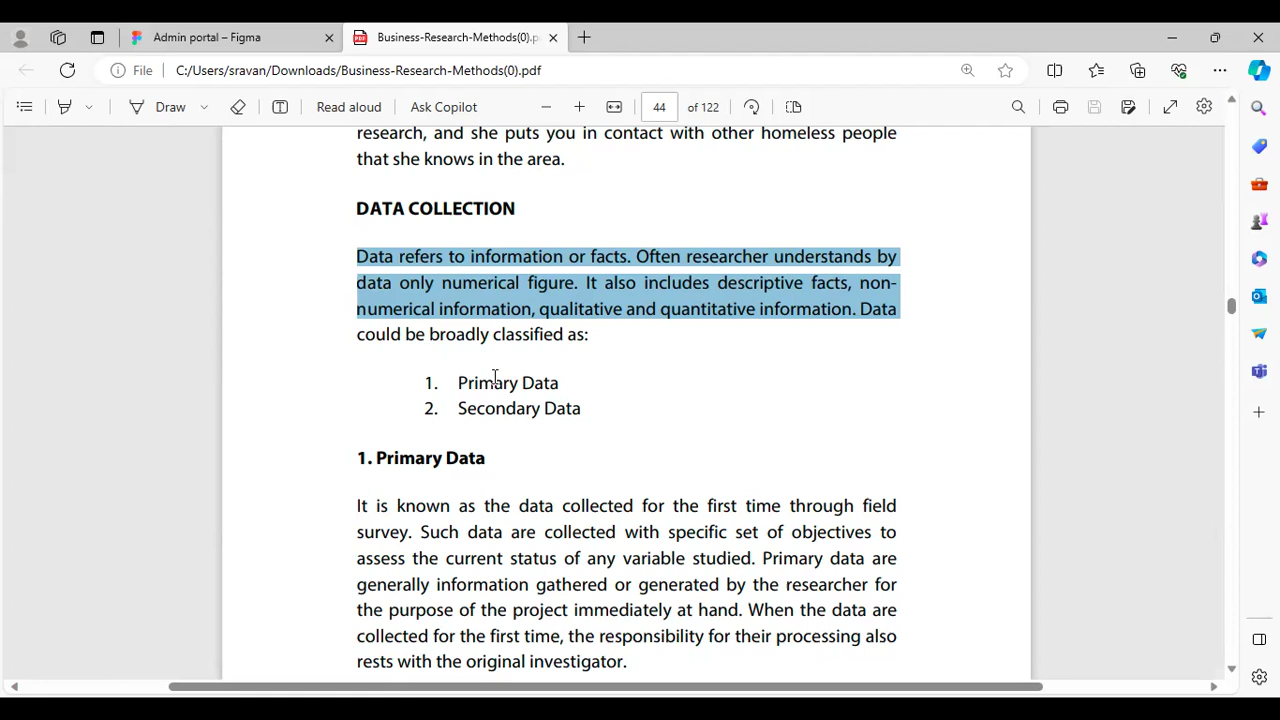 Admin portal – Figma
Business-Research-Methods(0).p
File
C:/Users/sravan/Downloads/Business-Research-Methods(0).pdf
Draw
Read aloud
Ask Copilot
44
of 122
research, and she puts you in contact with other homeless people
that she knows in the area.
DATA COLLECTION
Data refers to information or facts. Often researcher understands by
data only numerical figure. It also includes descriptive facts, non-
numerical information, qualitative and quantitative information. Data
could be broadly classified as:
1. Primary Data
2. Secondary Data
1. Primary Data
It is known as the data collected for the first time through field
survey. Such data are collected with specific set of objectives to
assess the current status of any variable studied. Primary data are
generally information gathered or generated by the researcher for
the purpose of the project immediately at hand. When the data are
collected for the first time, the responsibility for their processing also
rests with the original investigator.